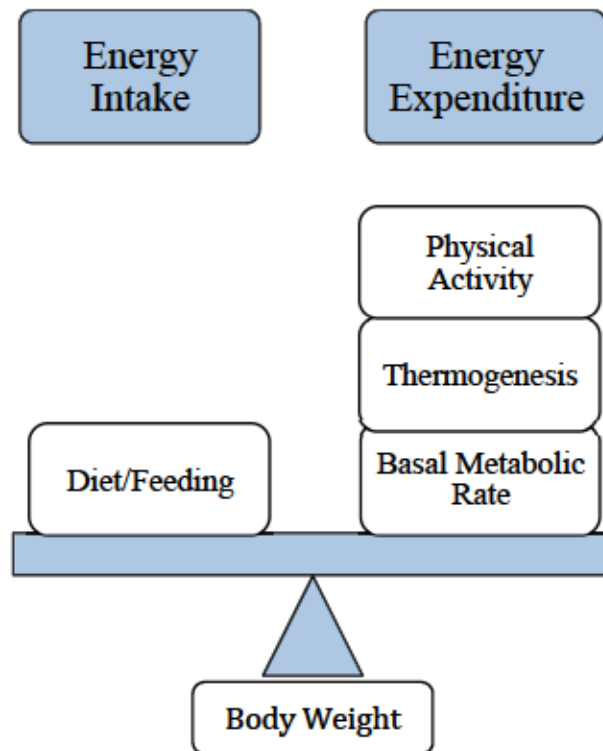 Energy
Intake
Energy
Expenditure
Physical
Activity
Thermogenesis
Diet/Feeding
Basal Metabolic
Rate
Body Weight